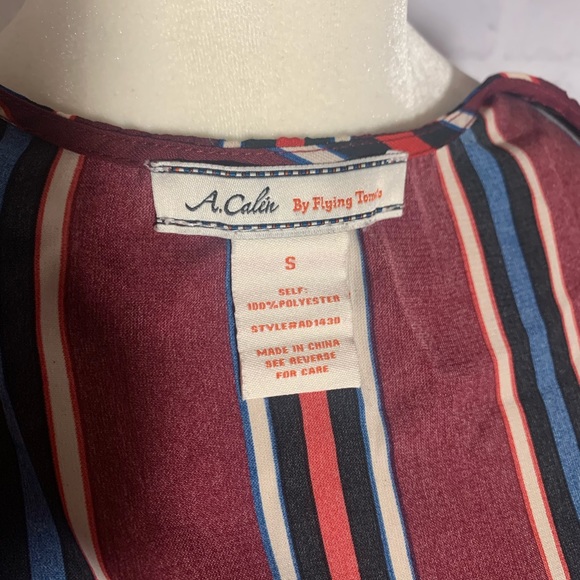 A.Calin By Flying Tomato
S
SELF:
100%POLYESTER
STYLE#AD1430
MADE IN CHINA
SEE REVERSE
FOR CARE